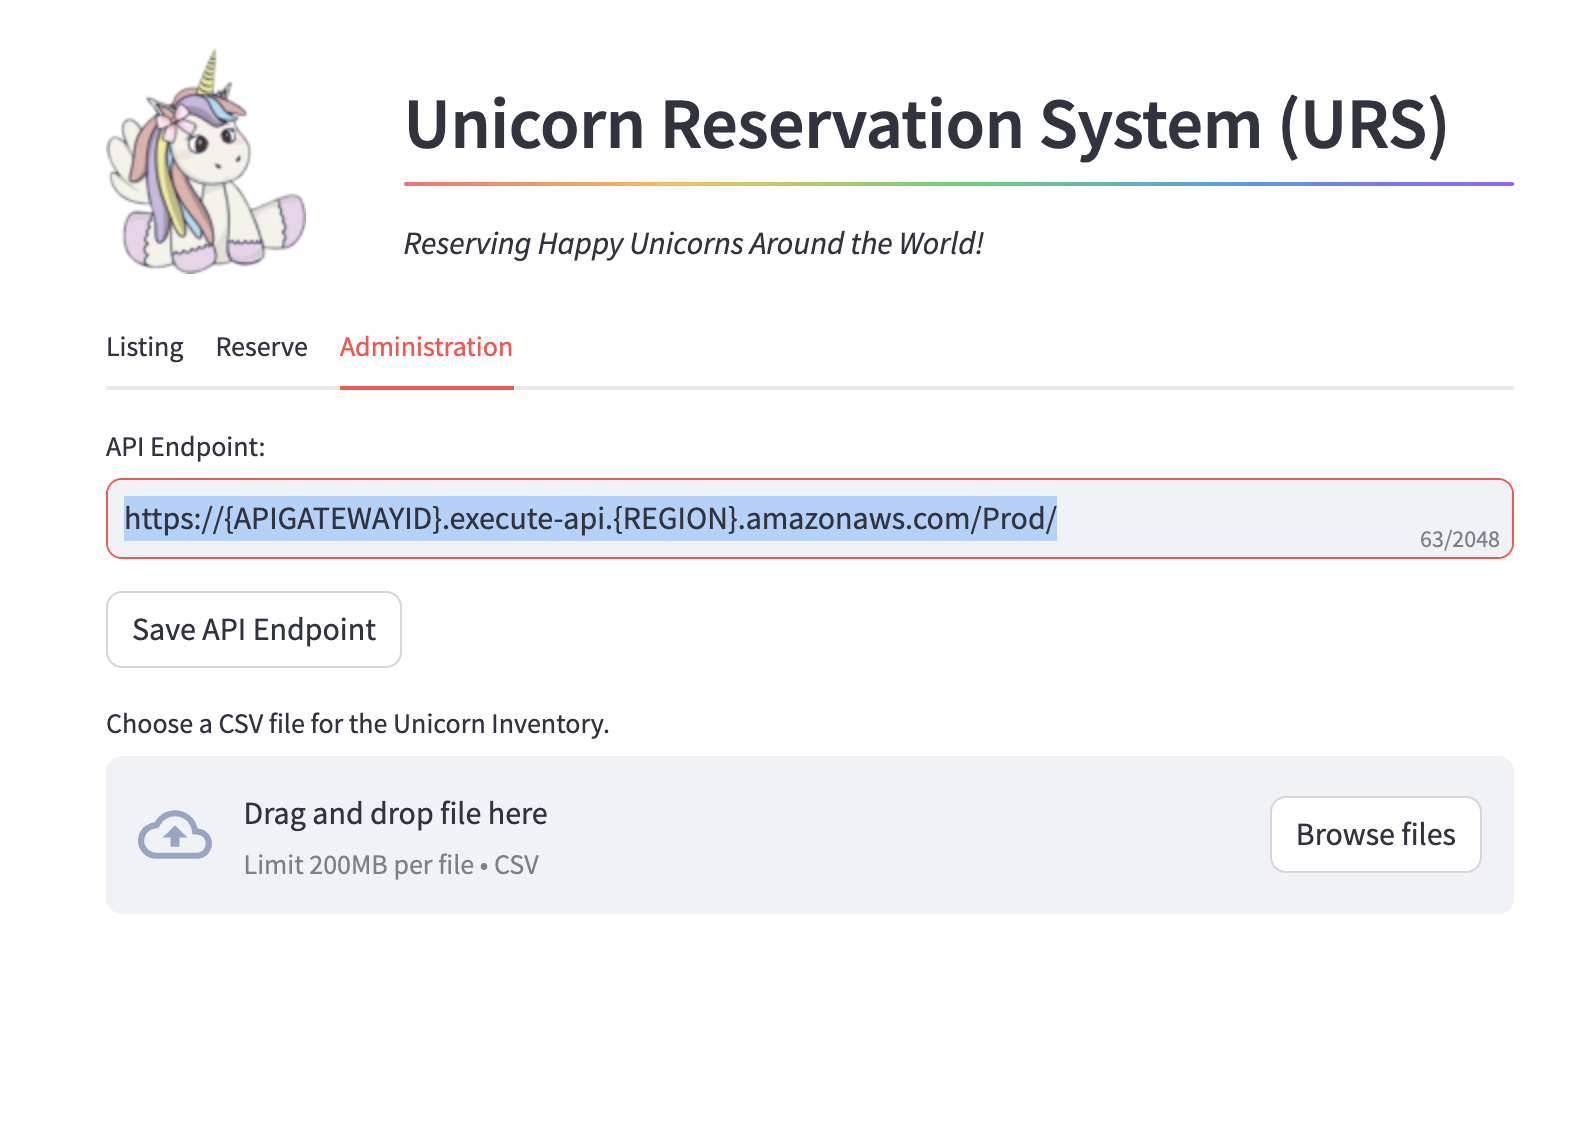 Unicorn Reservation System (URS)
Reserving Happy Unicorns Around the World!
Listing Reserve Administration
API Endpoint:
https://{APIGATEWAYID}.execute-api.{REGION}.amazonaws.com/Prod/
63/2048
Save API Endpoint
Choose a CSV file for the Unicorn Inventory.
Drag and drop file here
Limit 200MB per file • CSV
Browse files